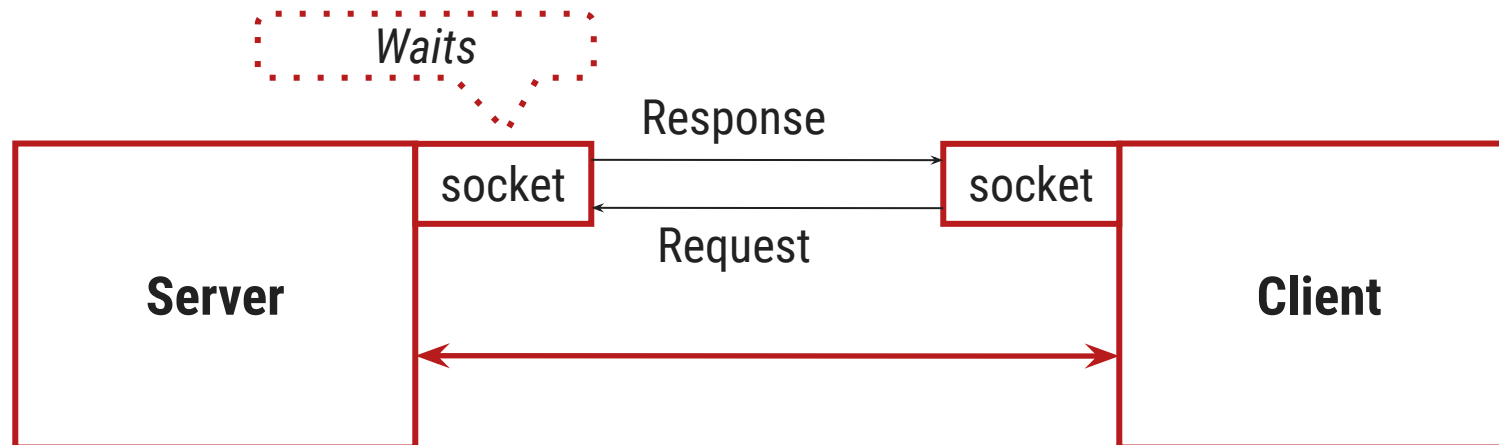 Waits
Response
socket
socket
Request
Server
Client